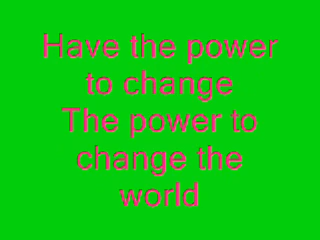 Have the power
to change
The power to
change the
world